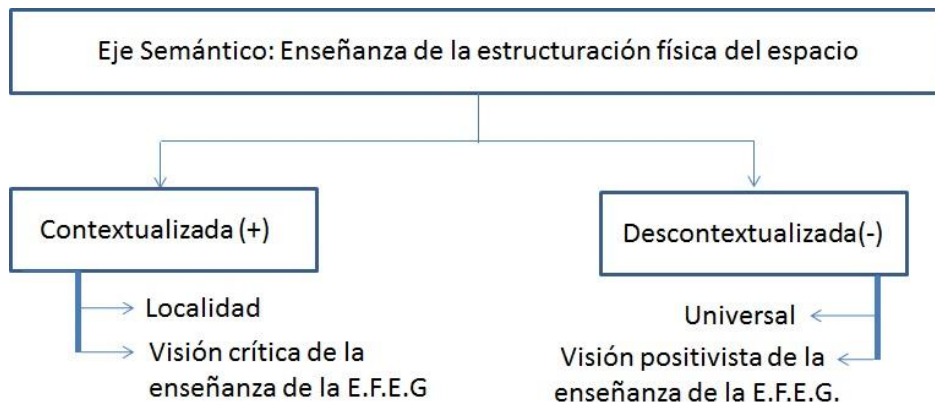 Eje Semántico: Enseñanza de la estructuración física del espacio
Contextualizada (+)
Localidad
Visión crítica de la
enseñanza de la E.F.E.G
Descontextualizada(-)
Universal
Visión positivista de la
enseñanza de la E.F.E.G.